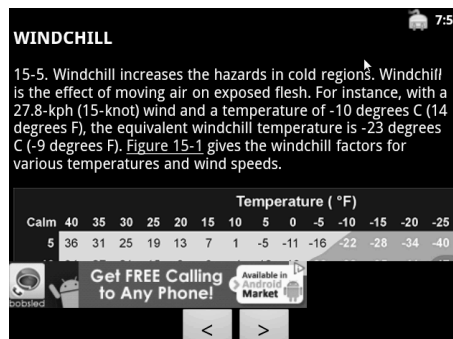 7:5
WINDCHILL
15-5. Windchill increases the hazards in cold regions. Windchill
is the effect of moving air on exposed flesh. For instance, with a
27.8-kph (15-knot) wind and a temperature of -10 degrees C (14
degrees F), the equivalent windchill temperature is -23 degrees
C (-9 degrees F). Figure 15-1 gives the windchill factors for
various temperatures and wind speeds.
Temperature ( °F)
Calm 40 35 30 25 20 15 10 5 0 -5 -10 -15 -20 -25
5 36 31 25 19 13 7 1 -5 -11 -16 -22 -28 -34 -40
bobsled
Get FREE Calling
to Any Phone!
Available in
Android
Market
< >